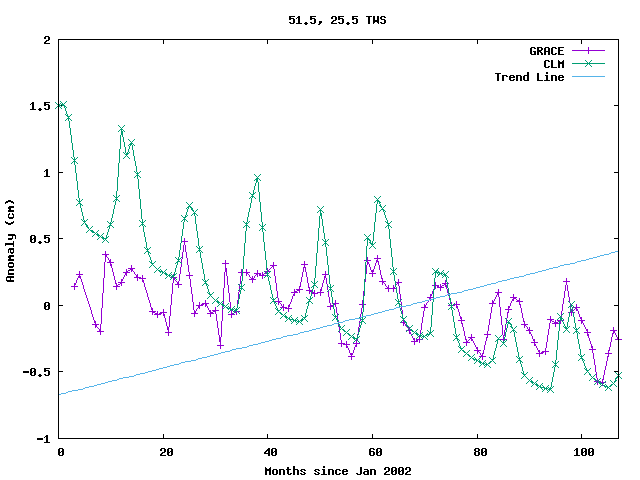 51.5, 25.5 TWS
GRACE
CLM
Trend Line
2
1.5
1
0.5
0
-0.5
-1
Anomaly (cm)
0 20 40 60 80 100
Months since Jan 2002